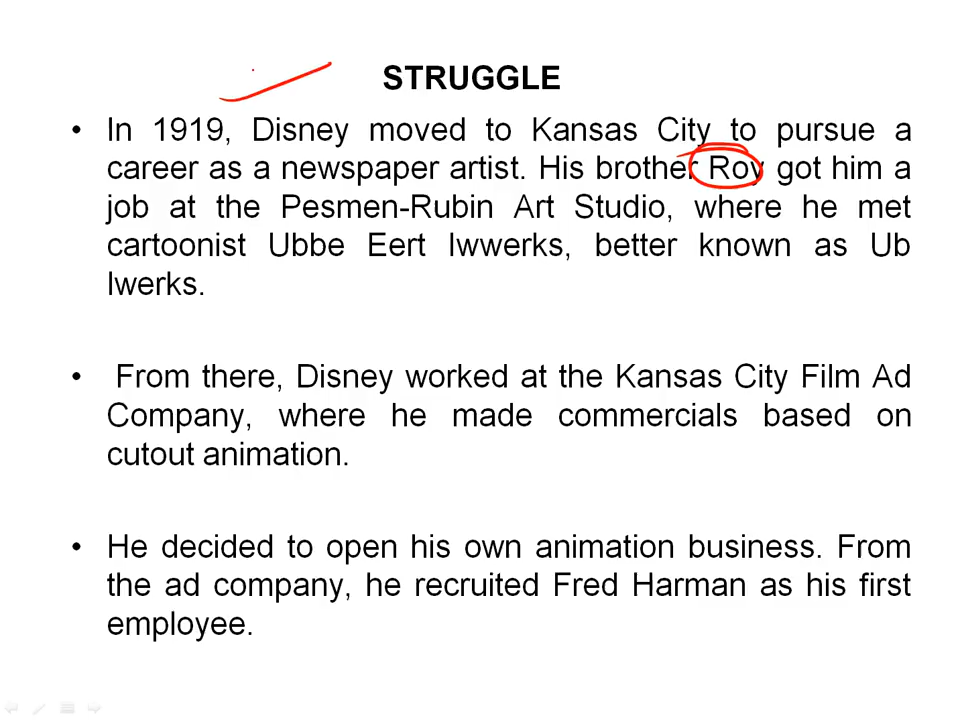 STRUGGLE
• In 1919, Disney moved to Kansas City to pursue a
career as a newspaper artist. His brother Roy got him a
job at the Pesmen-Rubin Art Studio, where he met
cartoonist Ubbe Eert Iwwerks, better known as Ub
Iwerks.
• From there, Disney worked at the Kansas City Film Ad
Company, where he made commercials based on
cutout animation.
• He decided to open his own animation business. From
the ad company, he recruited Fred Harman as his first
employee.